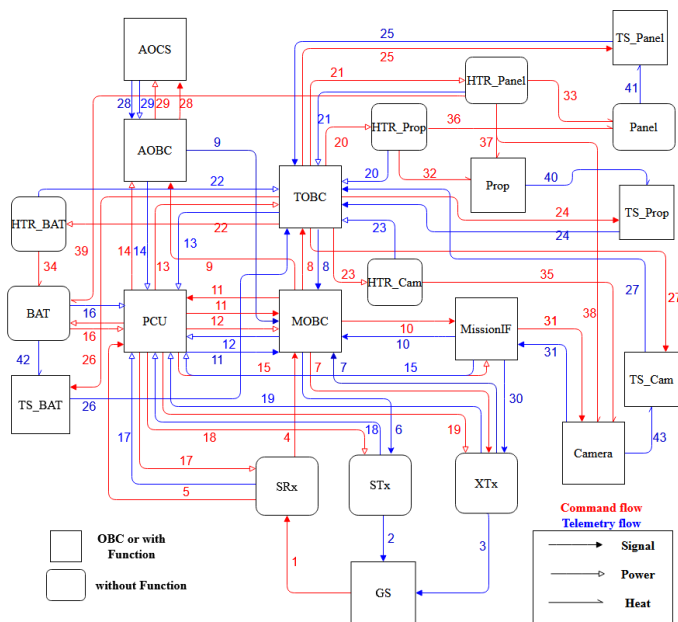 25
TS_Panel
AOCS
25
21
HTR_Panel
33
41
28
29
29
28
9
21
20
HTR_Prop
36
Panel
AOBC
37
22
TOBC
20
32
Prop
40
TS_Prop
HTR_BAT
39
22
13
23
24
24
34
14
14
13
9
8
8
23
HTR_Cam
35
27
27
BAT
16
11
11
12
PCU
MOBC
10
MissionIF
31
38
16
42
26
12
11
10
31
15
7
7
15
TS_BAT
26
19
30
TS_Cam
17
18
4
18
6
19
Camera
43
17
5
SRx
STx
XTx
Command flow
Telemetry flow
OBC or with
Function
1
2
3
Signal
without Function
GS
Power
Heat